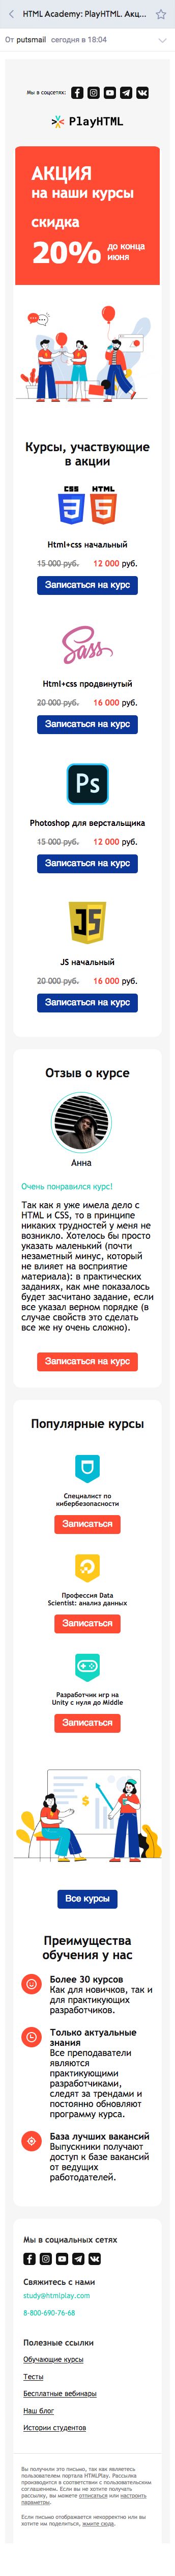 HTML Academy: PlayHTML. Акц...
От putsmail сегодня в 18:04
Мы в соцсетях:
PlayHTML
АКЦИЯ
на наши курсы
скидка
20% до конца
июня
Курсы, участвующие
в акции
CSS HTML
3 5
Html+css начальный
15 000 руб. 12 000 руб.
Записаться на курс
Sass
Html+css продвинутый
20 000 руб. 16 000 руб.
Записаться на курс
Ps
Photoshop для верстальщика
15 000 руб. 12 000 руб.
Записаться на курс
JS
JS начальный
20 000 руб. 16 000 руб.
Записаться на курс
Отзыв о курсе
Анна
Очень понравился курс!
Так как я уже имела дело с
HTML и CSS, то в принципе
никаких трудностей у меня не
возникло. Хотелось бы просто
указать маленький (почти
незаметный минус, который
не влияет на восприятие
материала): в практических
заданиях, как мне показалось
будет засчитано задание, если
все указал верном порядке (в
случае свойств это сделать
все же ну очень сложно).
Записаться на курс
Популярные курсы
Специалист по
кибербезопасности
Записаться
Профессия Data
Scientist: анализ данных
Записаться
Разработчик игр на
Unity с нуля до Middle
Записаться
$
Все курсы
Преимущества
обучения у нас
Более 30 курсов
Как для новичков, так и
для практикующих
разработчиков.
Только актуальные
знания
Все преподаватели
являются
практикующими
разработчиками,
следят за трендами и
постоянно обновляют
программу курса.
База лучших вакансий
Выпускники получают
доступ к базе вакансий
от ведущих
работодателей.
Мы в социальных сетях
Свяжитесь с нами
study@htmlplay.com
8-800-690-76-68
Полезные ссылки
Обучающие курсы
Тесты
Бесплатные вебинары
Наш блог
Истории студентов
Вы получили это письмо, так как являетесь
пользователем портала HTMLPlay. Рассылка
производится в соответствии с пользовательским
соглашением. Если вы не хотите получать
рассылку, вы можете отписаться или настроить
параметры.
Если письмо отображается некорректно или вы
хотите им поделиться, жмите сюда.